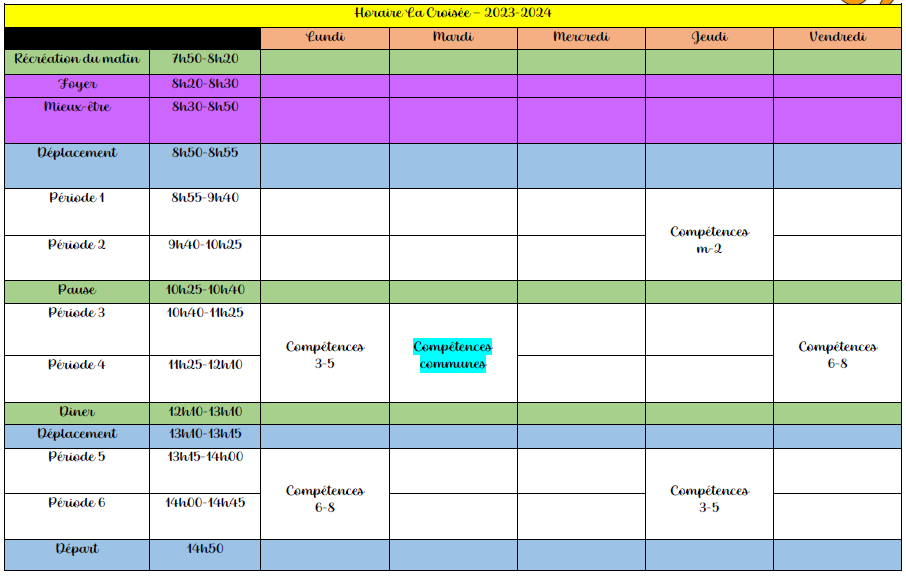 Horaire La Croisée – 2023-2024
Lundi Mardi Mercredi Jeudi Vendredi
Récréation du matin 7h50-8h20
Foyer 8h20-8h30
Mieux-être 8h30-8h50
Déplacement 8h50-8h55
Période 1 8h55-9h40
Compétences
m-2
Période 2 9h40-10h25
Pause 10h25-10h40
Période 3 10h40-11h25
Compétences
3-5
Compétences
communes
Compétences
6-8
Période 4 11h25-12h10
Diner 12h10-13h10
Déplacement 13h10-13h15
Période 5 13h15-14h00
Compétences
6-8
Compétences
3-5
Période 6 14h00-14h45
Départ 14h50